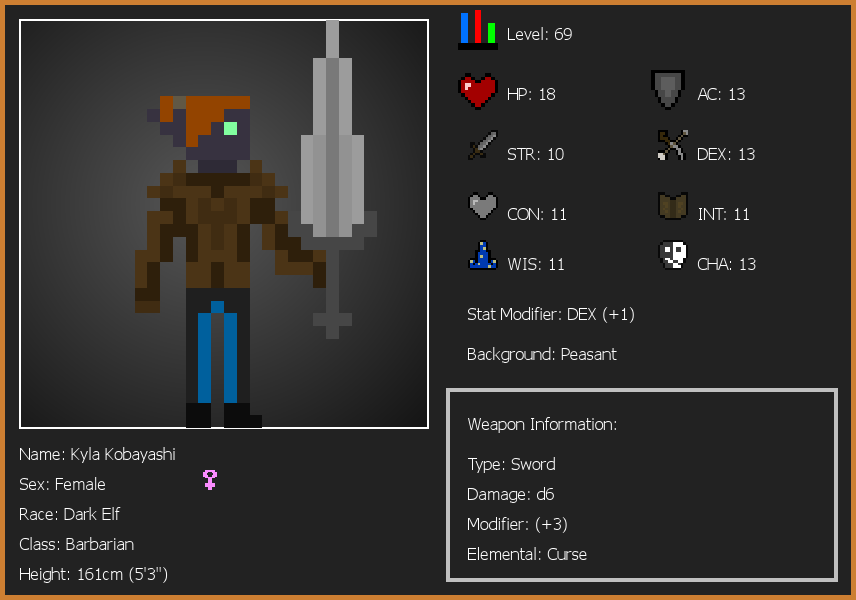 Level: 69
HP: 18
AC: 13
STR: 10
DEX: 13
CON: 11
INT: 11
WIS: 11
CHA: 13
Stat Modifier: DEX (+1)
Background: Peasant
Weapon Information:
Type: Sword
Damage: d6
Modifier: (+3)
Elemental: Curse
Name: Kyla Kobayashi
Sex: Female
Race: Dark Elf
Class: Barbarian
Height: 161cm (5'3")